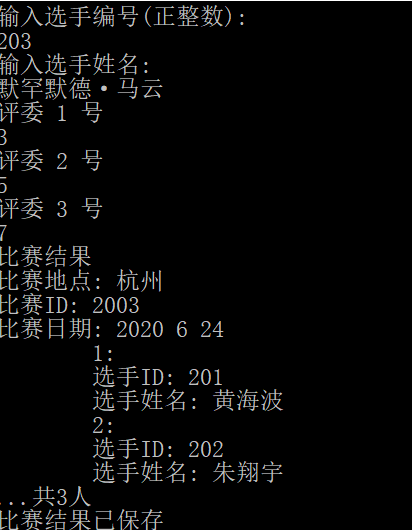 输入选手编号(正整数):
203
输入选手姓名:
默罕默德·马云
评委 1 号
3
评委 2 号
5
评委 3 号
7
比赛结果
比赛地点: 杭州
比赛ID: 2003
比赛日期: 2020 6 24
1:
选手ID: 201
选手姓名: 黄海波
2:
选手ID: 202
选手姓名: 朱翔宇
...共3人
比赛结果已保存